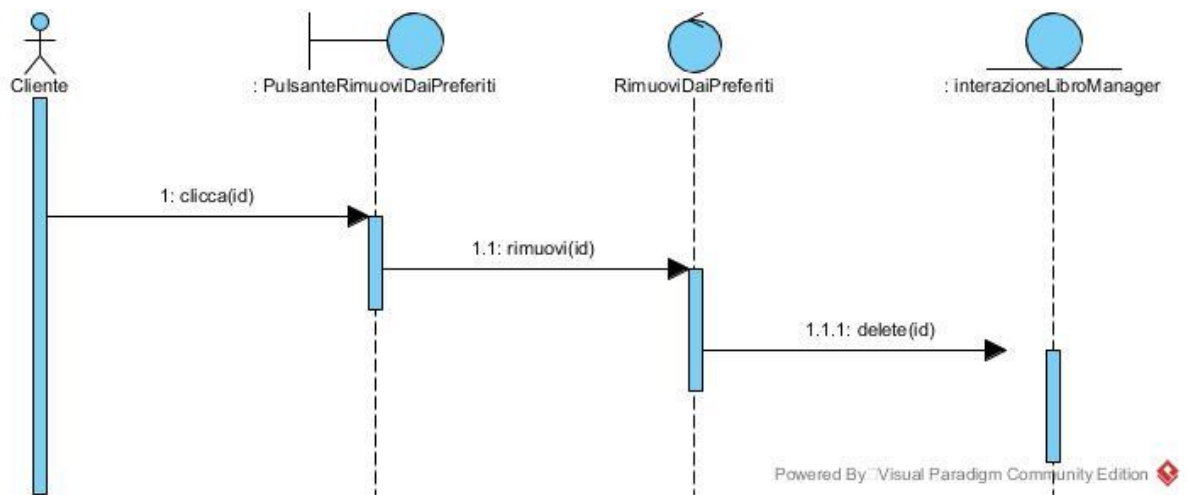 Cliente
: PulsanteRimuoviDaiPreferiti
RimuoviDaiPreferiti
: interazioneLibroManager
1: clicca(id)
1.1: rimuovi(id)
1.1.1: delete(id)
Powered By Visual Paradigm Community Edition